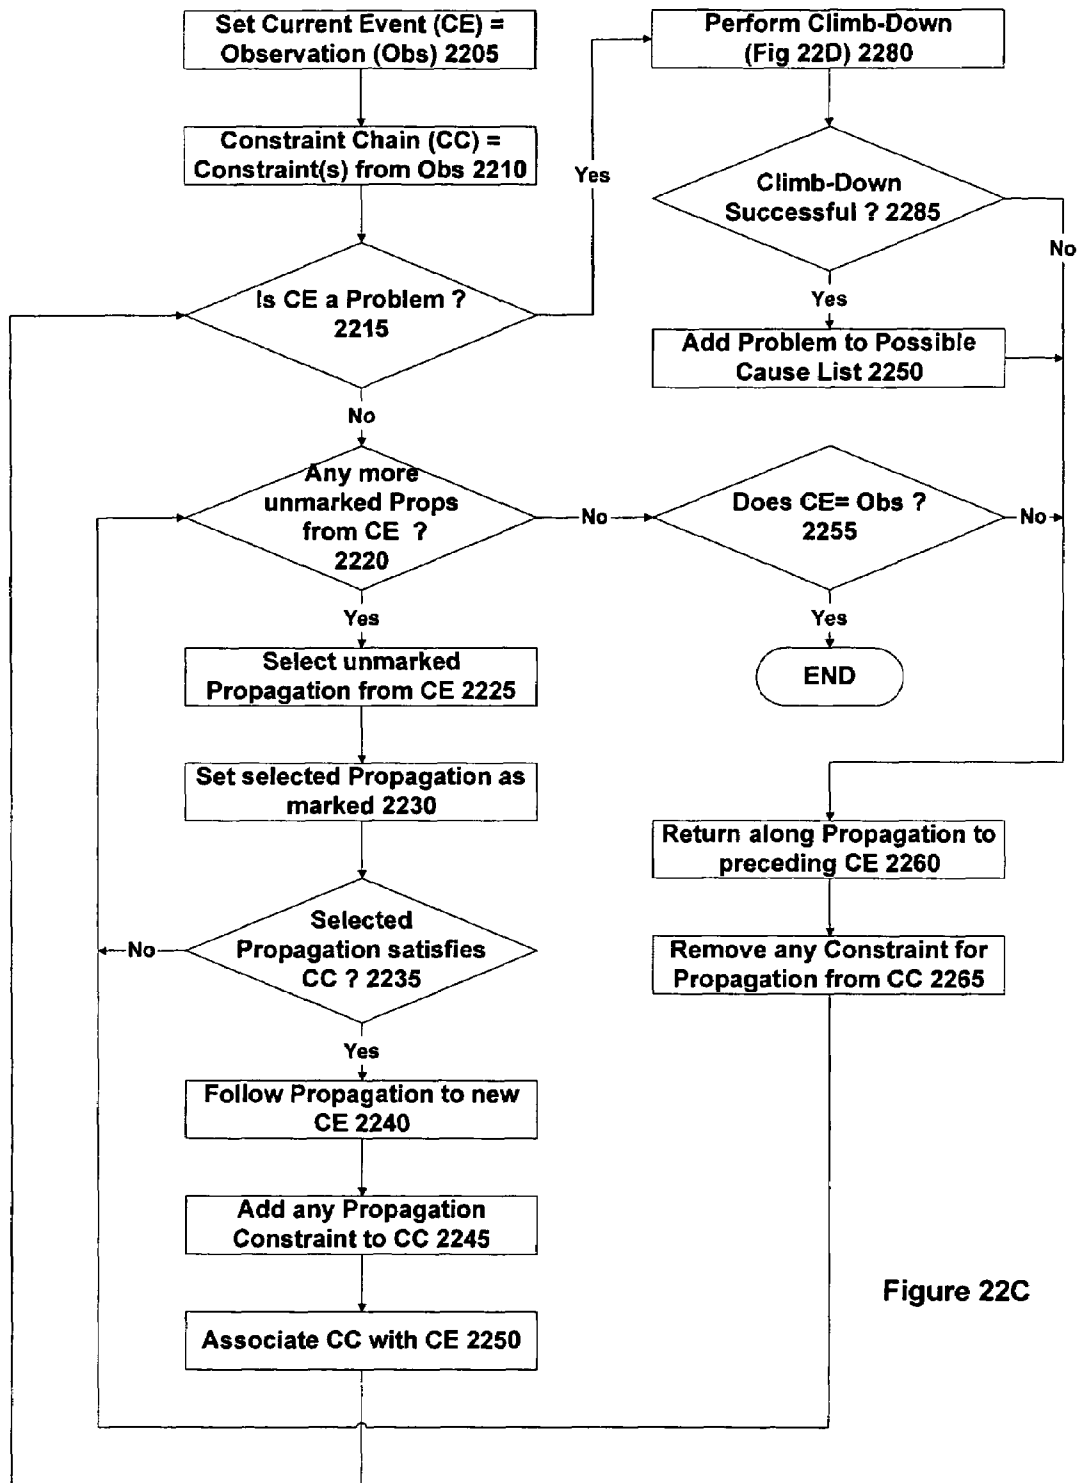 Set Current Event (CE) =
Observation (Obs) 2205
Constraint Chain (CC) =
Constraint(s) from Obs 2210
Is CE a Problem ?
2215
Yes
No
Any more
unmarked Props
from CE ?
2220
No
Yes
Select unmarked
Propagation from CE 2225
Set selected Propagation as
marked 2230
Selected
Propagation satisfies
CC ? 2235
No
Yes
Follow Propagation to new
CE 2240
Add any Propagation
Constraint to CC 2245
Associate CC with CE 2250
Perform Climb-Down
(Fig 22D) 2280
Climb-Down
Successful ? 2285
No
Yes
Add Problem to Possible
Cause List 2250
Does CE= Obs ?
2255
No
Yes
END
Return along Propagation to
preceding CE 2260
Remove any Constraint for
Propagation from CC 2265
Figure 22C